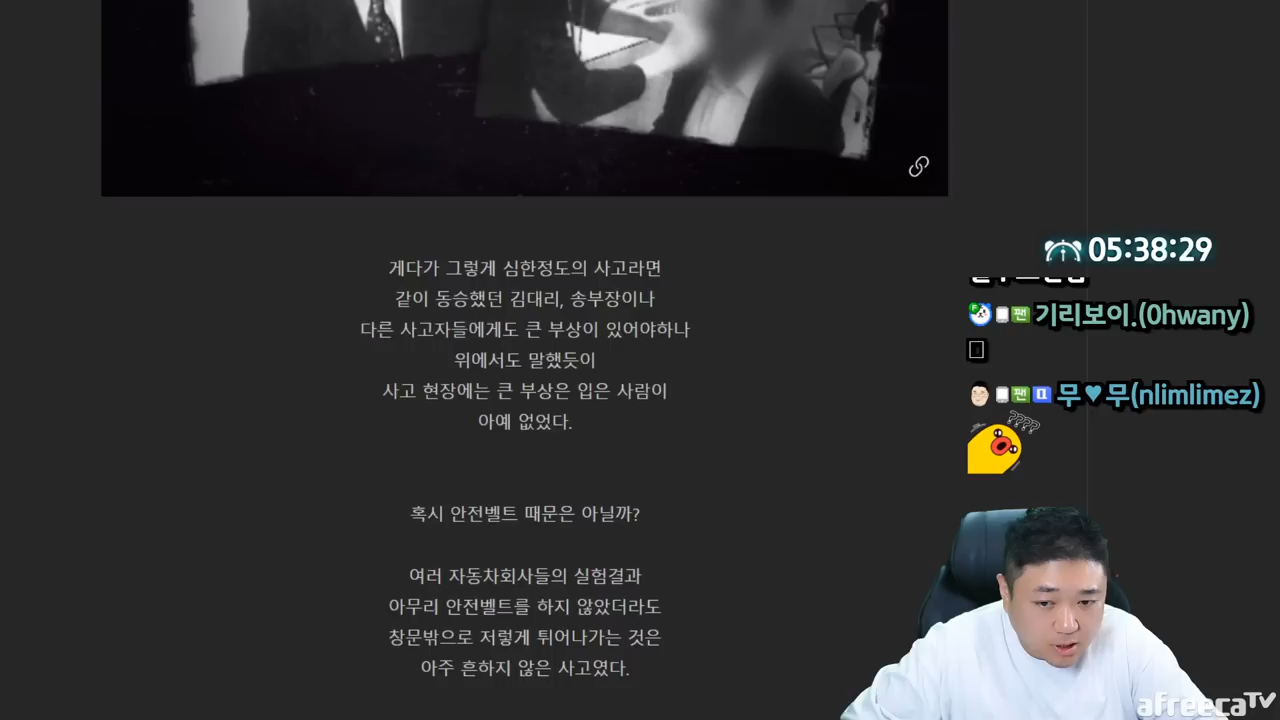 게다가 그렇게 심한정도의 사고라면
같이 동승했던 김대리, 송부장이나
다른 사고자들에게도 큰 부상이 있어야하나
위에서도 말했듯이
사고 현장에는 큰 부상은 입은 사람이
아예 없었다.
혹시 안전벨트 때문은 아닐까?
여러 자동차회사들의 실험결과
아무리 안전벨트를 하지 않았더라도
창문밖으로 저렇게 튀어나가는 것은
아주 흔하지 않은 사고였다.
05:38:29
팬 기리보이.(0hwany)
팬 무♥무(nlimlimez)
????
afreecaTV